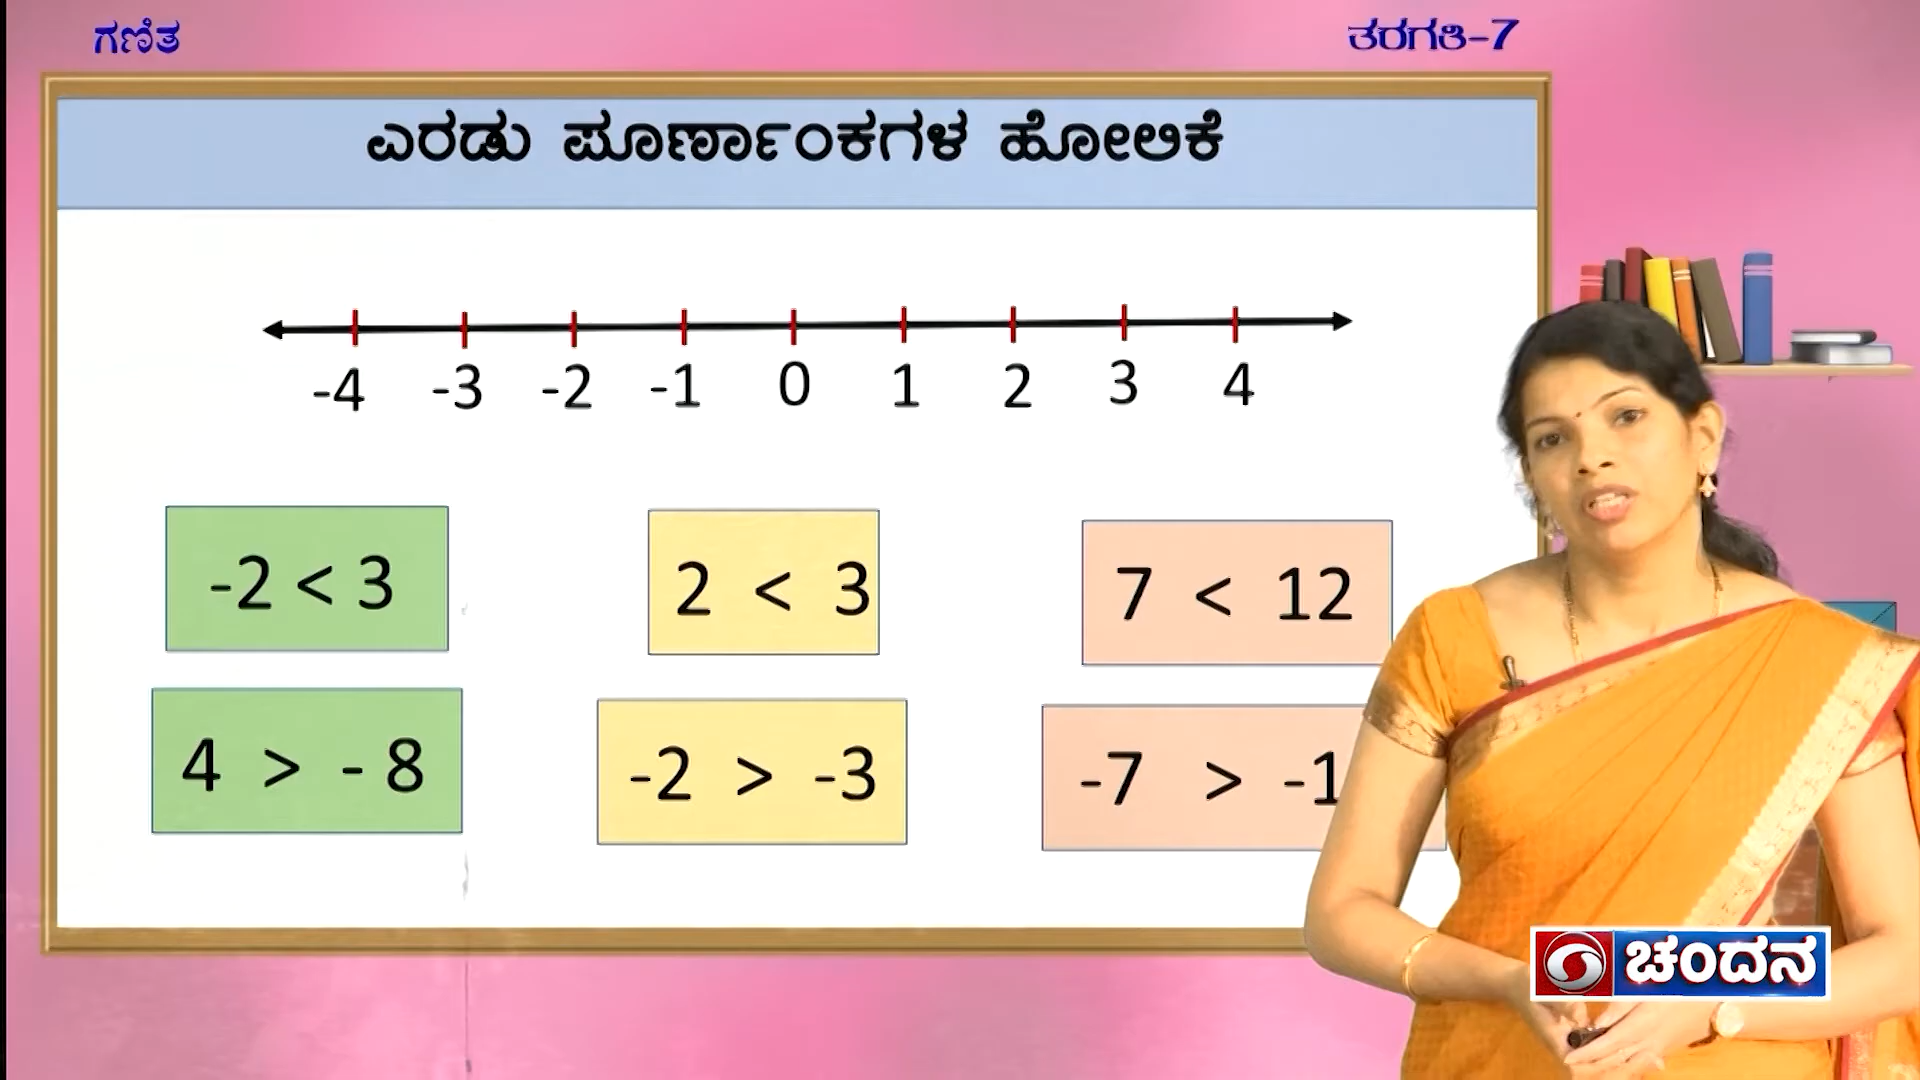 ಗಣಿತ
ತರಗತಿ-7
ಎರಡು ಪೂರ್ಣಾಂಕಗಳ ಹೋಲಿಕೆ
-4 -3 -2 -1 0 1 2 3 4
-2 < 3
2 < 3
7 < 12
4 > - 8
-2 > -3
-7 > -1
ಚಂದನ